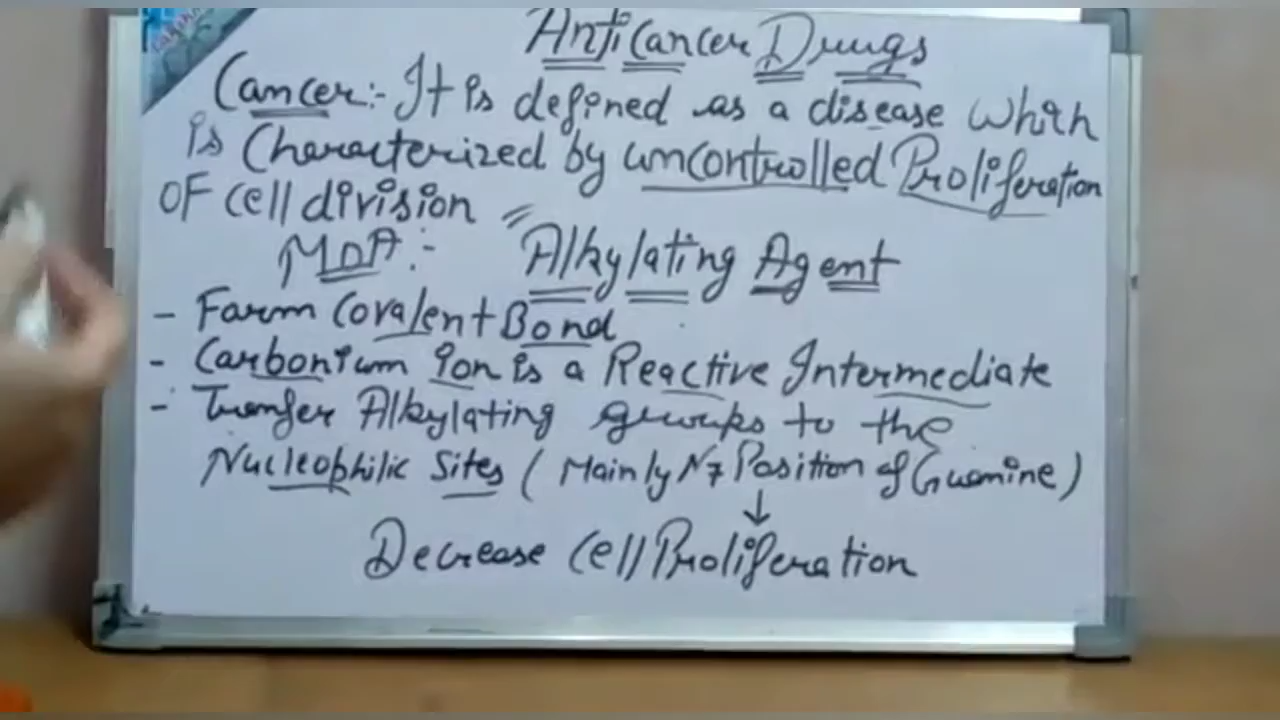 Anticancer Drugs
Cancer:- It is defined as a disease which
is Characterized by uncontrolled Proliferation
OF cell division
MOA:- Alkylating Agent
- Form Covalent Bond
- Carbonium ion is a Reactive Intermediate
- Transfer Alkylating groups to the
Nucleophilic Sites (Mainly N7 Position of Guanine)
↓
Decrease Cell Proliferation